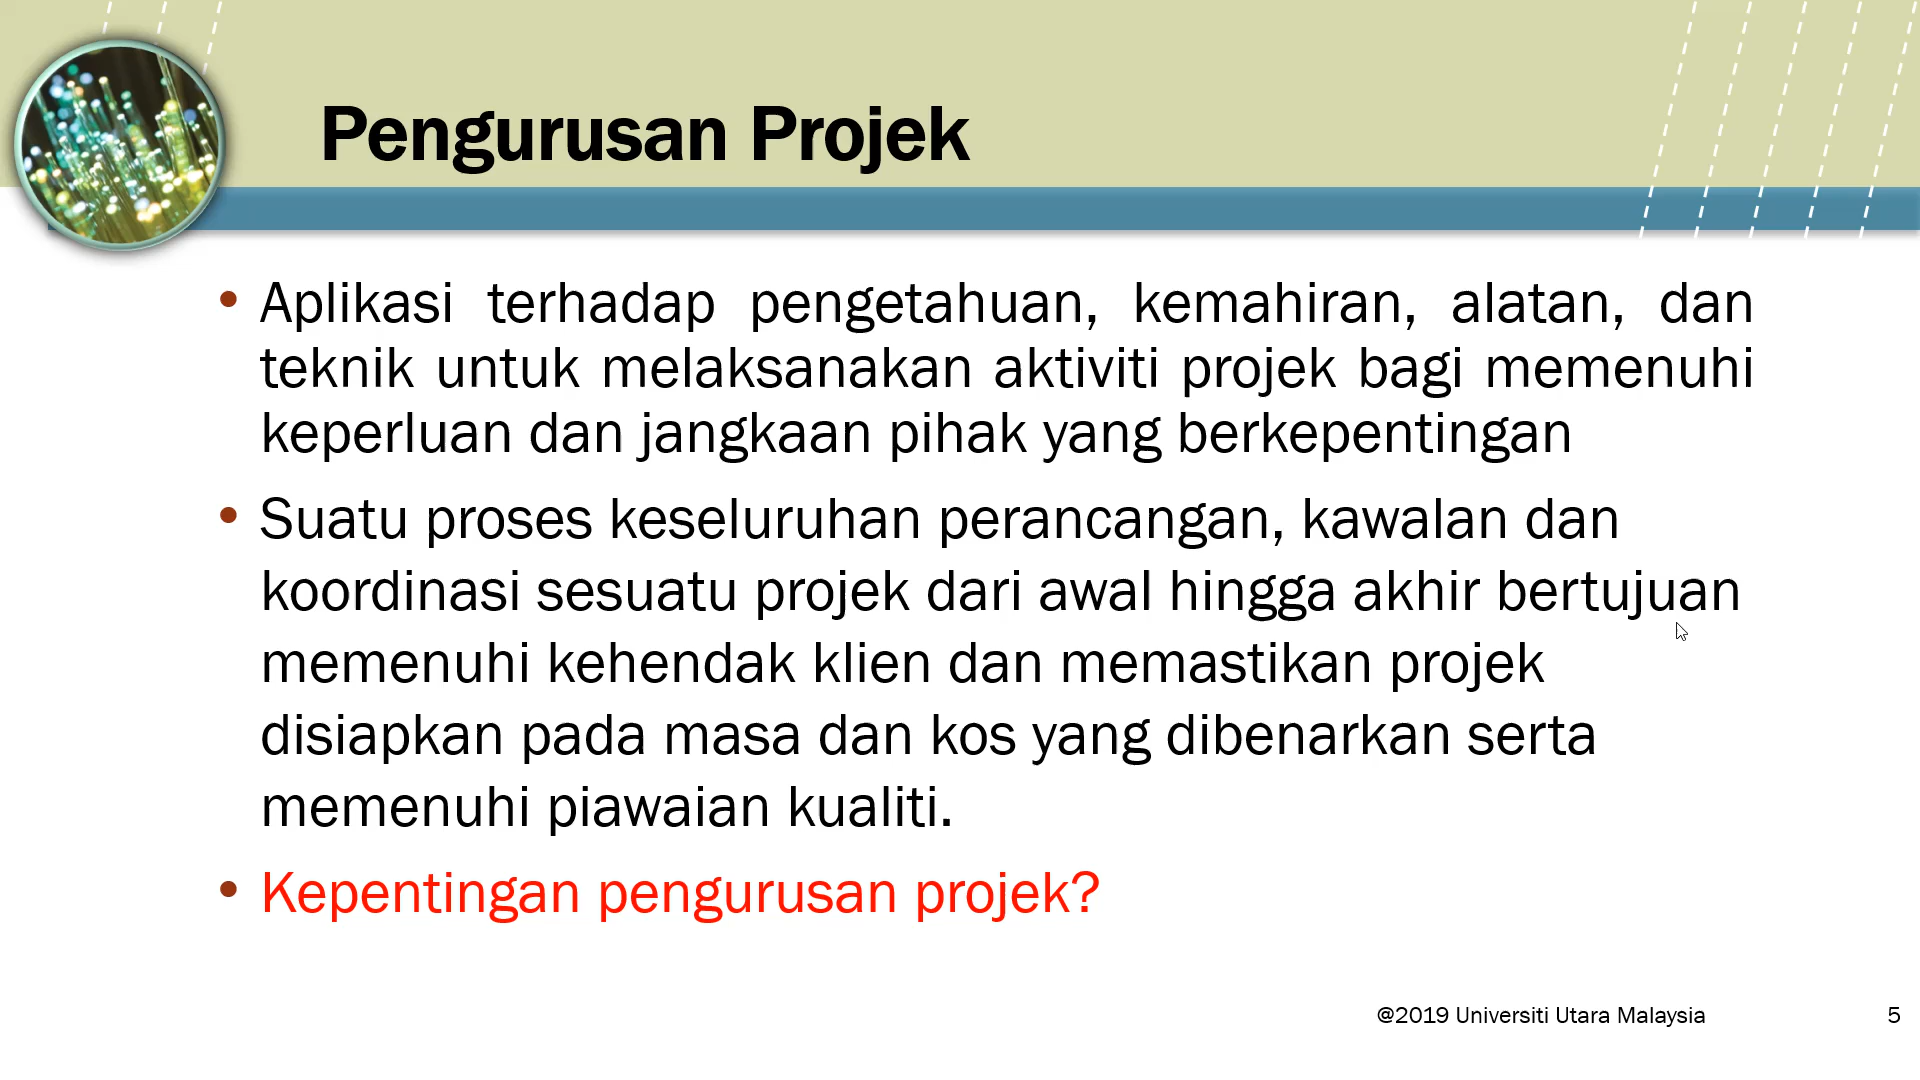 Pengurusan Projek
• Aplikasi terhadap pengetahuan, kemahiran, alatan, dan
teknik untuk melaksanakan aktiviti projek bagi memenuhi
keperluan dan jangkaan pihak yang berkepentingan
• Suatu proses keseluruhan perancangan, kawalan dan
koordinasi sesuatu projek dari awal hingga akhir bertujuan
memenuhi kehendak klien dan memastikan projek
disiapkan pada masa dan kos yang dibenarkan serta
memenuhi piawaian kualiti.
• Kepentingan pengurusan projek?
@2019 Universiti Utara Malaysia
5